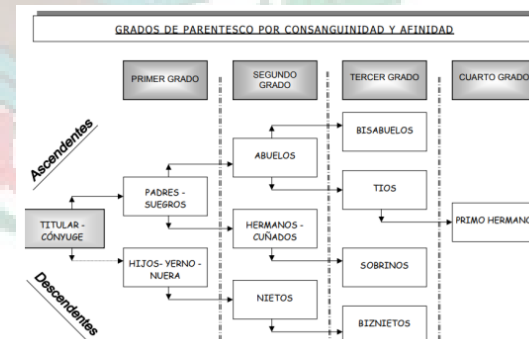 GRADOS DE PARENTESCO POR CONSANGUINIDAD Y AFINIDAD
PRIMER GRADO
SEGUNDO
GRADO
TERCER GRADO
CUARTO GRADO
Ascendentes
BISABUELOS
ABUELOS
TIOS
PADRES -
SUEGROS
TITULAR -
CÓNYUGE
HERMANOS -
CUÑADOS
PRIMO HERMANO
HIJOS- YERNO -
NUERA
SOBRINOS
Descendentes
NIETOS
BIZNIETOS